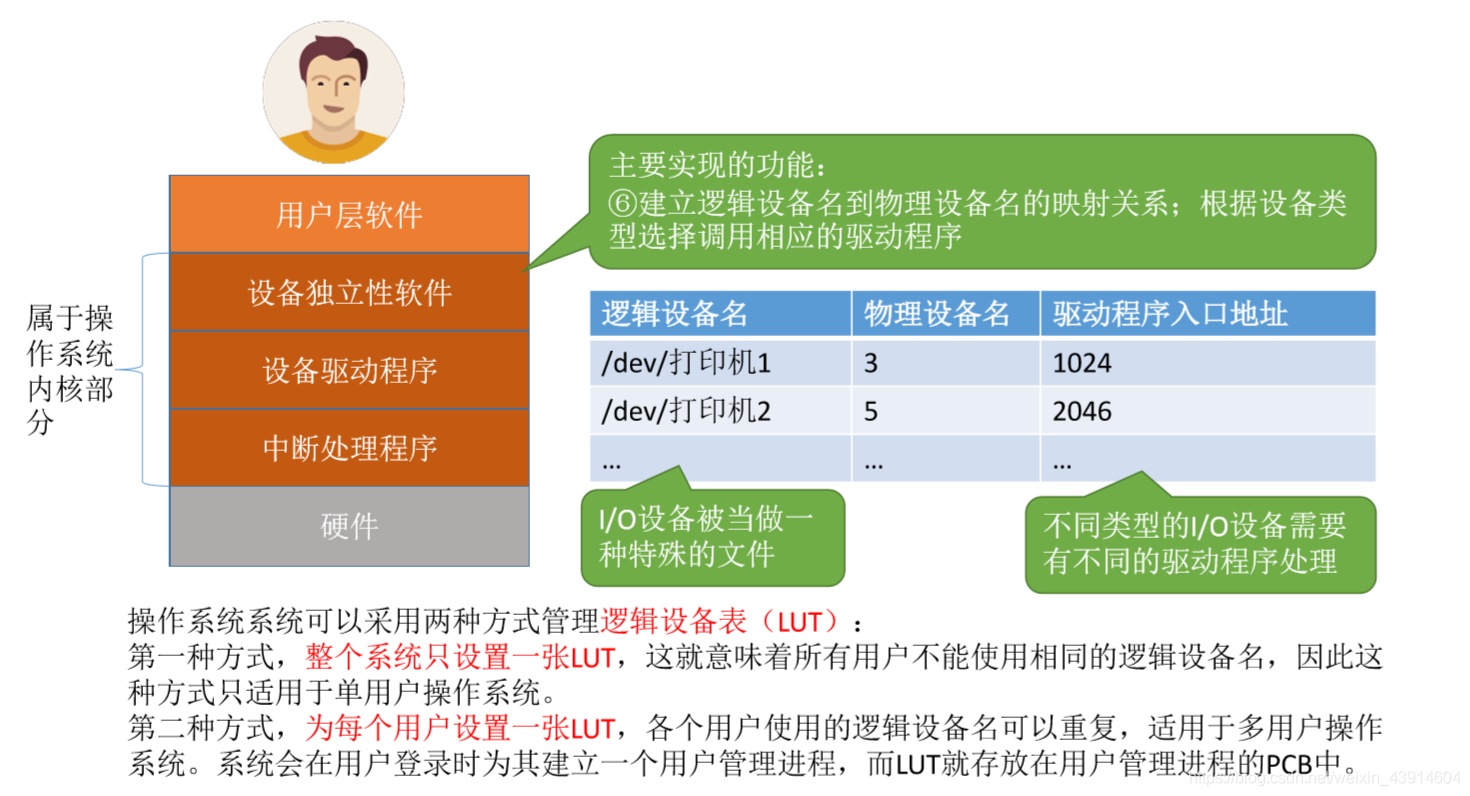 用户层软件
设备独立性软件
设备驱动程序
中断处理程序
硬件
属于操
作系统
内核部
分
主要实现的功能：
⑥建立逻辑设备名到物理设备名的映射关系；根据设备类
型选择调用相应的驱动程序
逻辑设备名 物理设备名 驱动程序入口地址
/dev/打印机1 3 1024
/dev/打印机2 5 2046
... ... ...
I/O设备被当做一
种特殊的文件
不同类型的I/O设备需要
有不同的驱动程序处理
操作系统系统可以采用两种方式管理逻辑设备表（LUT）：
第一种方式，整个系统只设置一张LUT，这就意味着所有用户不能使用相同的逻辑设备名，因此这
种方式只适用于单用户操作系统。
第二种方式，为每个用户设置一张LUT，各个用户使用的逻辑设备名可以重复，适用于多用户操作
系统。系统会在用户登录时为其建立一个用户管理进程，而LUT就存放在用户管理进程的PCB中。
https://blog.csdn.net/weixin_43914604